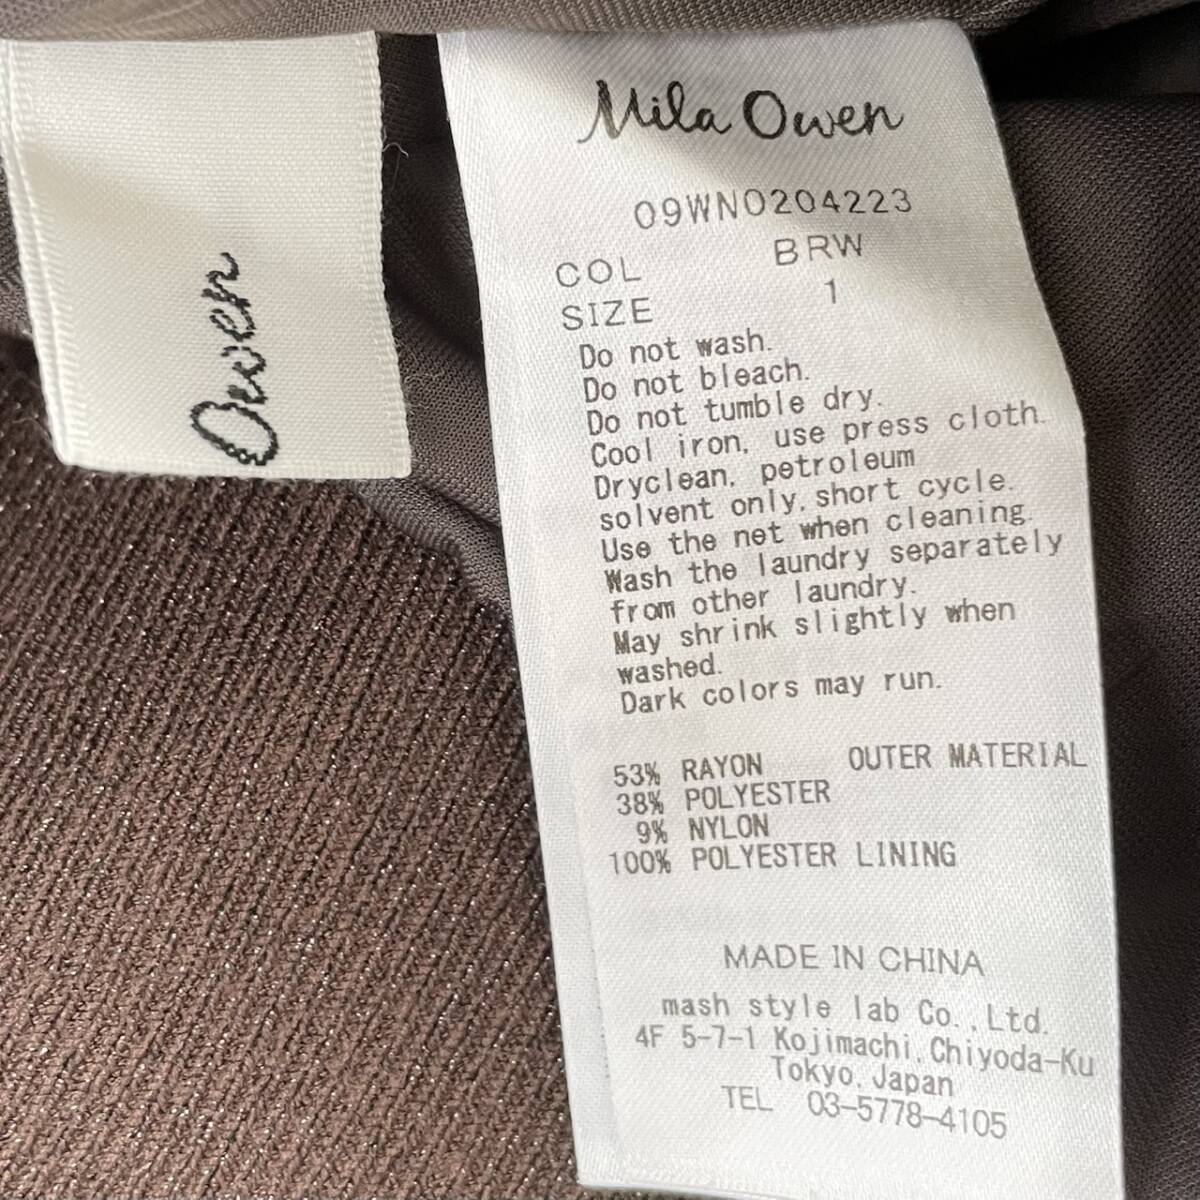 Owen
Mila Owen
09WNO204223
COL BRW
SIZE 1
Do not wash.
Do not bleach.
Do not tumble dry.
Cool iron, use press cloth.
Dryclean, petroleum
solvent only, short cycle.
Use the net when cleaning.
Wash the laundry separately
from other laundry.
May shrink slightly when
washed.
Dark colors may run.
53% RAYON OUTER MATERIAL
38% POLYESTER
9% NYLON
100% POLYESTER LINING
MADE IN CHINA
mash style lab Co.,Ltd.
4F 5-7-1 Kojimachi, Chiyoda-Ku
Tokyo, Japan
TEL 03-5778-4105